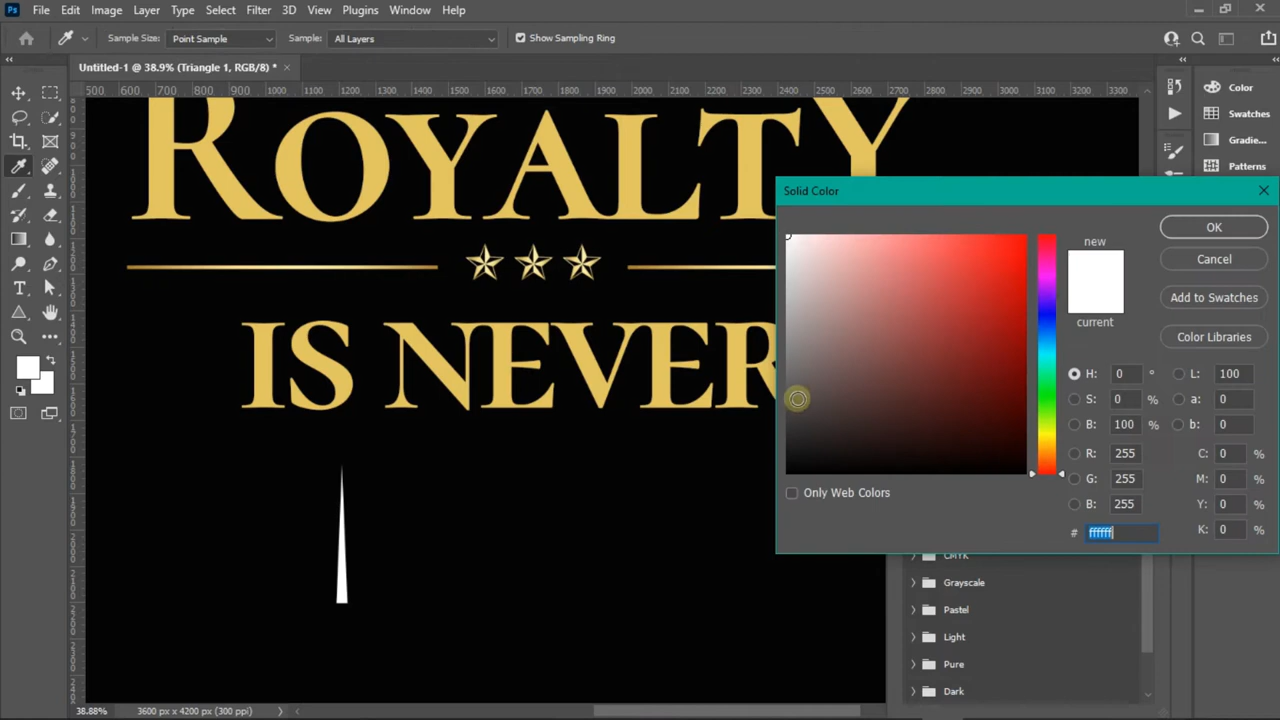 Ps File Edit Image Layer Type Select Filter 3D View Plugins Window Help
Sample Size: Point Sample Sample: All Layers Show Sampling Ring
Untitled-1 @ 38.9% (Triangle 1, RGB/8) * ×
500 600 700 800 900 1000 1100 1200 1300 1400 1500 1600 1700 1800 1900 2000 2100 2200 2300 2400 2500 2600 2700 2800 2900 3000 3100 3200 3300
Color
Swatches
Gradie...
Patterns
ROYALTY
IS NEVER
Solid Color
new
current
OK
Cancel
Add to Swatches
Color Libraries
H: 0 ° L: 100
S: 0 % a: 0
B: 100 % b: 0
R: 255 C: 0 %
G: 255 M: 0 %
B: 255 Y: 0 %
# ffffff K: 0 %
Only Web Colors
CMYK
Grayscale
Pastel
Light
Pure
Dark
38.88% 3600 px x 4200 px (300 ppi)